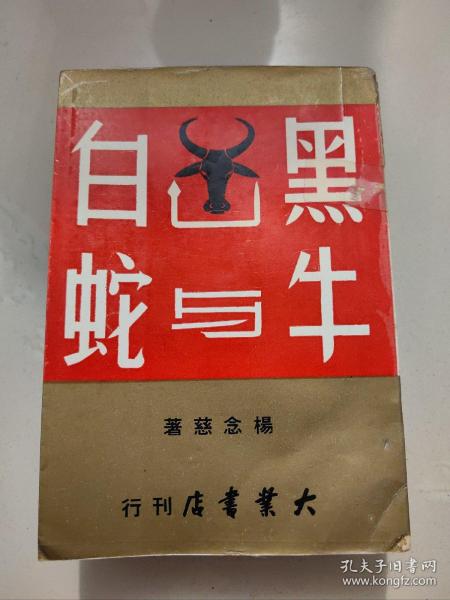 黑牛
与
白蛇
楊念慈著
大業書店刊行
孔夫子旧书网
www.kongfz.com